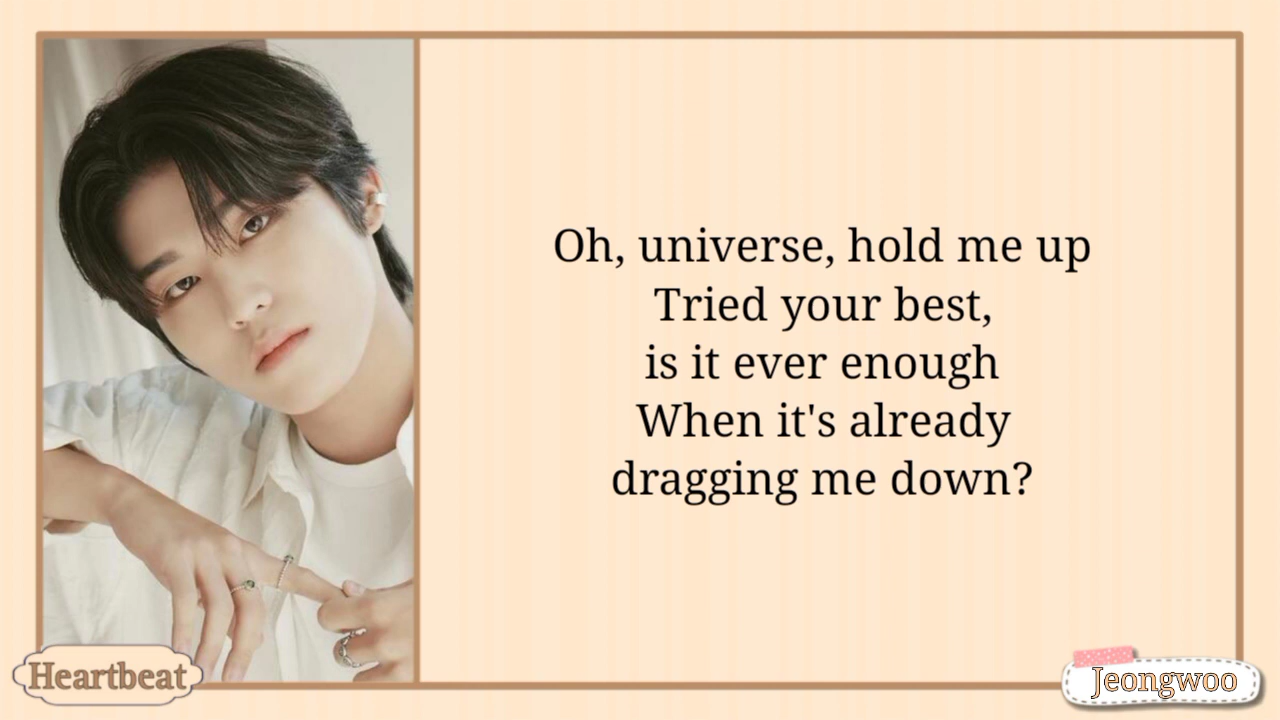 Oh, universe, hold me up
Tried your best,
is it ever enough
When it's already
dragging me down?
Heartbeat
Jeongwoo